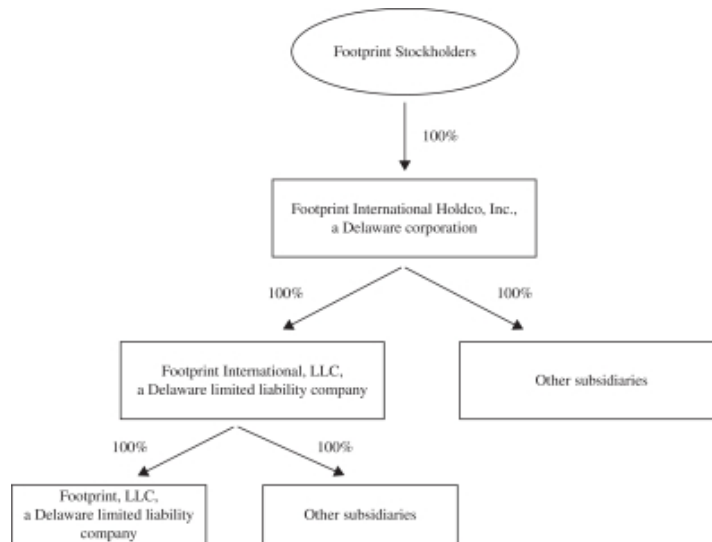 Footprint Stockholders
100%
Footprint International Holdco, Inc.,
a Delaware corporation
100%
100%
Footprint International, LLC,
a Delaware limited liability company
Other subsidiaries
100%
100%
Footprint, LLC,
a Delaware limited liability
company
Other subsidiaries